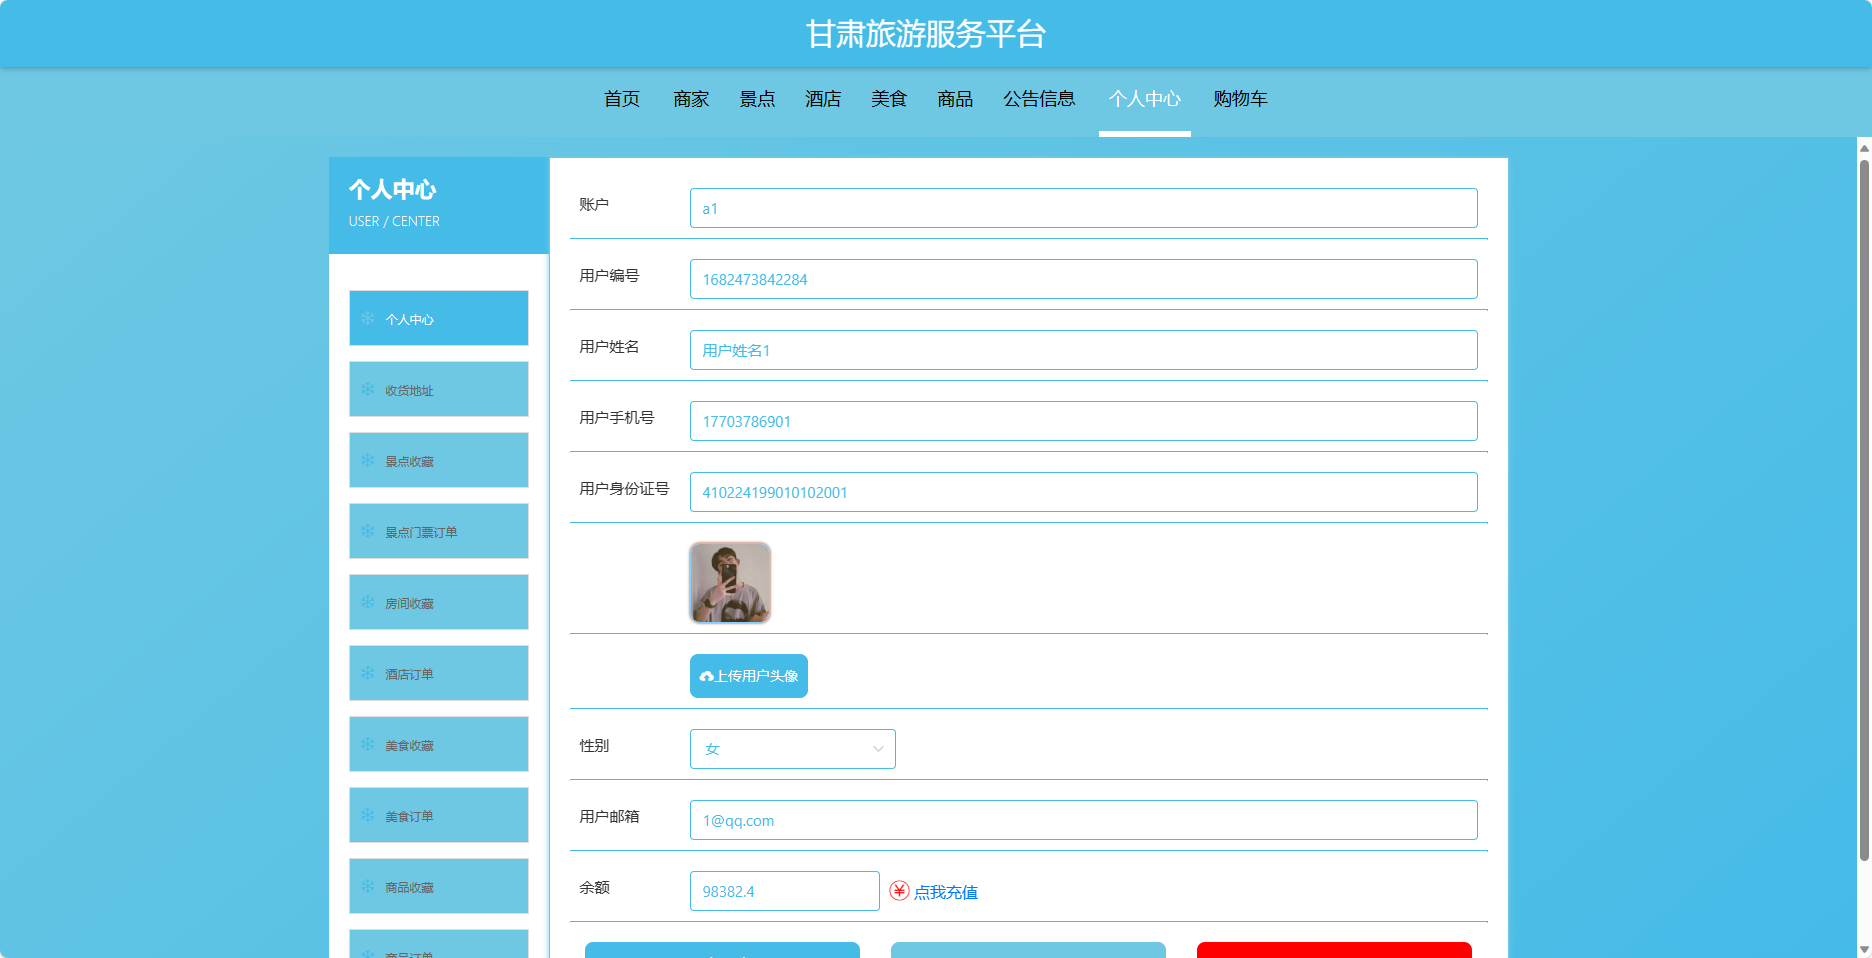 甘肃旅游服务平台
首页 商家 景点 酒店 美食 商品 公告信息 个人中心 购物车
个人中心
USER / CENTER
个人中心
收货地址
景点收藏
景点门票订单
房间收藏
酒店订单
美食收藏
美食订单
商品收藏
商品订单
账户 a1
用户编号 1682473842284
用户姓名 用户姓名1
用户手机号 17703786901
用户身份证号 410224199010102001
上传用户头像
性别 女
用户邮箱 1@qq.com
余额 98382.4 点我充值